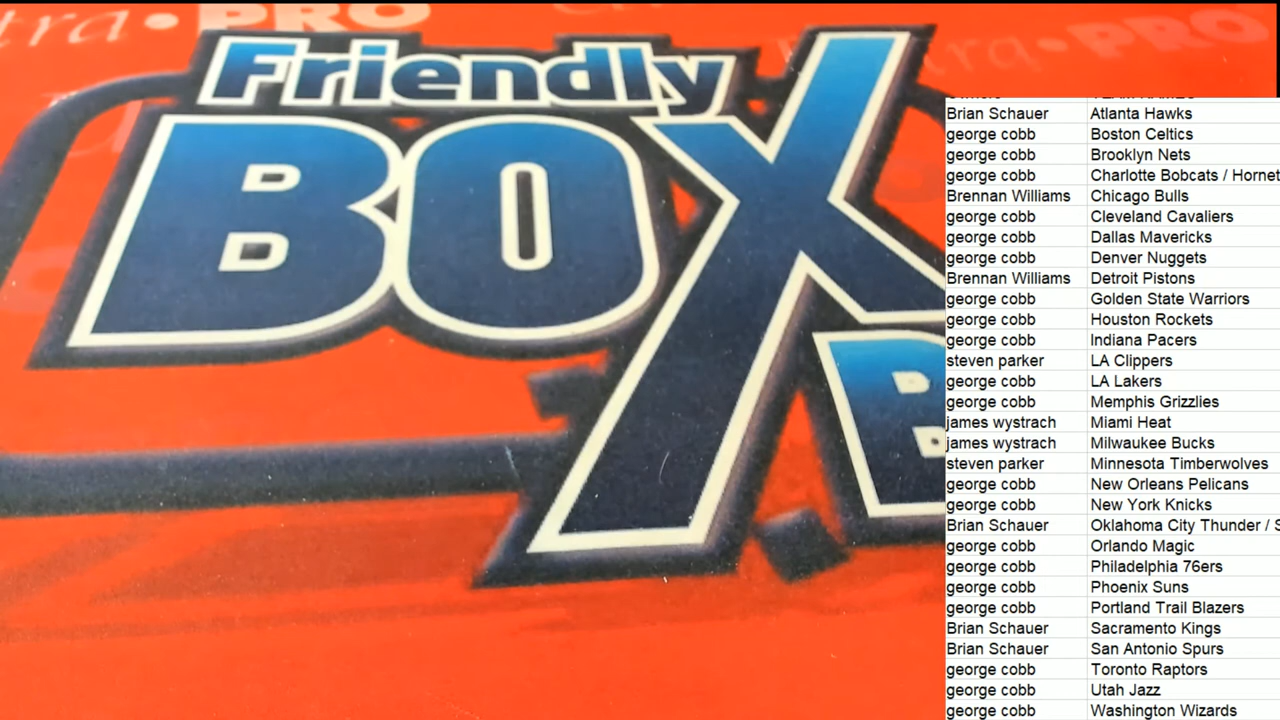 PRO
Friendly
BOX
B
Brian Schauer Atlanta Hawks
george cobb Boston Celtics
george cobb Brooklyn Nets
george cobb Charlotte Bobcats / Hornet
Brennan Williams Chicago Bulls
george cobb Cleveland Cavaliers
george cobb Dallas Mavericks
george cobb Denver Nuggets
Brennan Williams Detroit Pistons
george cobb Golden State Warriors
george cobb Houston Rockets
george cobb Indiana Pacers
steven parker LA Clippers
george cobb LA Lakers
george cobb Memphis Grizzlies
james wystrach Miami Heat
james wystrach Milwaukee Bucks
steven parker Minnesota Timberwolves
george cobb New Orleans Pelicans
george cobb New York Knicks
Brian Schauer Oklahoma City Thunder / S
george cobb Orlando Magic
george cobb Philadelphia 76ers
george cobb Phoenix Suns
george cobb Portland Trail Blazers
Brian Schauer Sacramento Kings
Brian Schauer San Antonio Spurs
george cobb Toronto Raptors
george cobb Utah Jazz
george cobb Washington Wizards